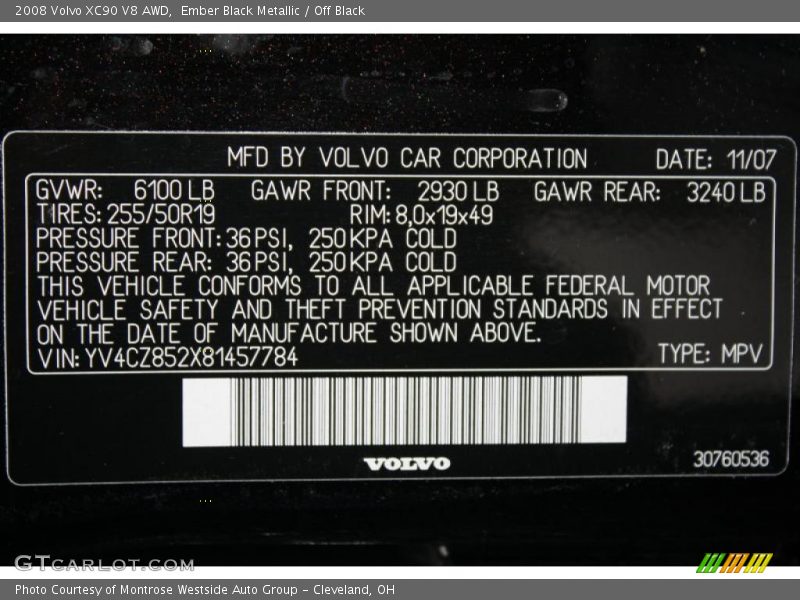 2008 Volvo XC90 V8 AWD, Ember Black Metallic / Off Black
MFD BY VOLVO CAR CORPORATION DATE: 11/07
GVWR: 6100 LB GAWR FRONT: 2930 LB GAWR REAR: 3240 LB
TIRES: 255/50R19 RIM: 8,0x19x49
PRESSURE FRONT: 36 PSI, 250 KPA COLD
PRESSURE REAR: 36 PSI, 250 KPA COLD
THIS VEHICLE CONFORMS TO ALL APPLICABLE FEDERAL MOTOR
VEHICLE SAFETY AND THEFT PREVENTION STANDARDS IN EFFECT
ON THE DATE OF MANUFACTURE SHOWN ABOVE.
VIN: YV4CZ852X81457784 TYPE: MPV
VOLVO
30760536
GTCARLOT.COM
Photo Courtesy of Montrose Westside Auto Group - Cleveland, OH